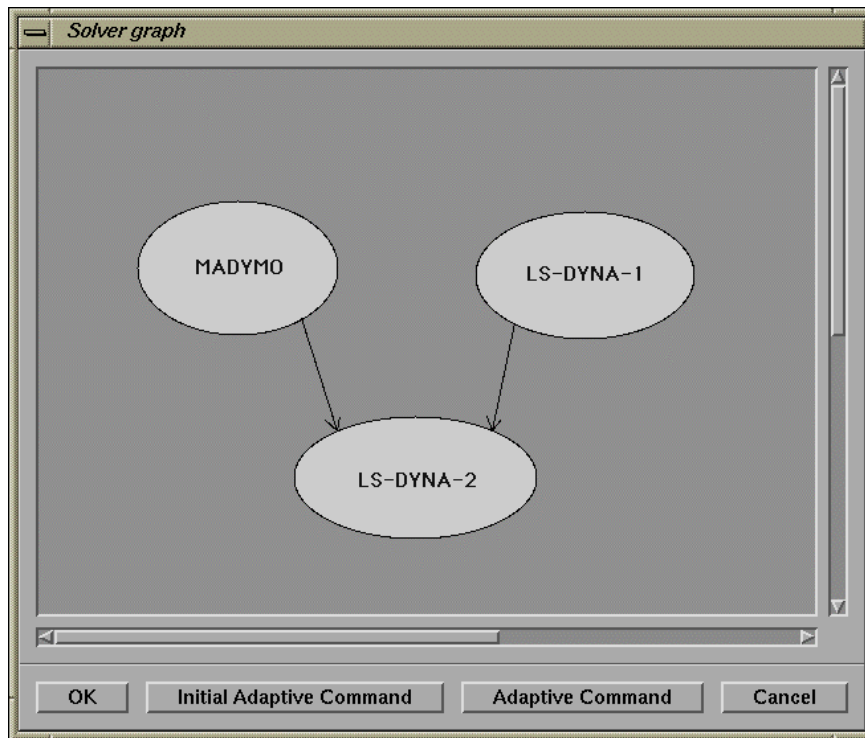 Solver graph
MADYMO
LS-DYNA-1
LS-DYNA-2
OK
Initial Adaptive Command
Adaptive Command
Cancel